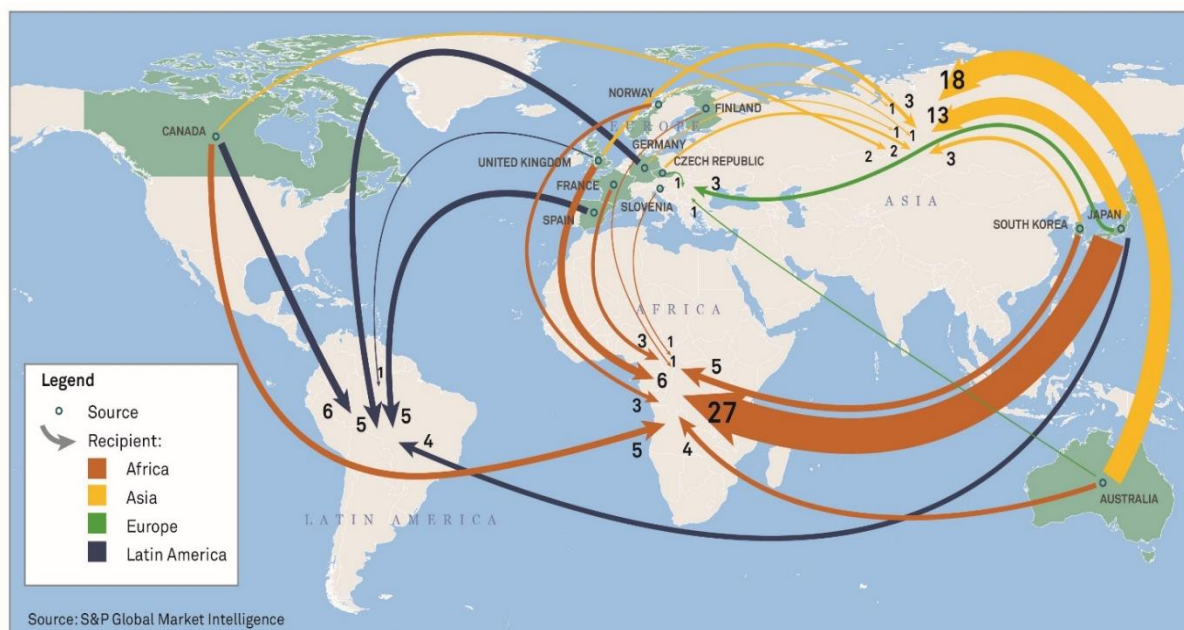 NORWAY
FINLAND
18
3
1
13
CANADA
EUROPE
GERMANY
1
1
UNITED KINGDOM
CZECH REPUBLIC
2
2
3
FRANCE
1
3
SLOVENIA
ASIA
SPAIN
1
JAPAN
SOUTH KOREA
AFRICA
3
1
1
5
1
6
Legend
Source
Recipient:
Africa
Asia
Europe
Latin America
6
5
5
4
3
27
5
4
AUSTRALIA
LATIN AMERICA
Source: S&P Global Market Intelligence